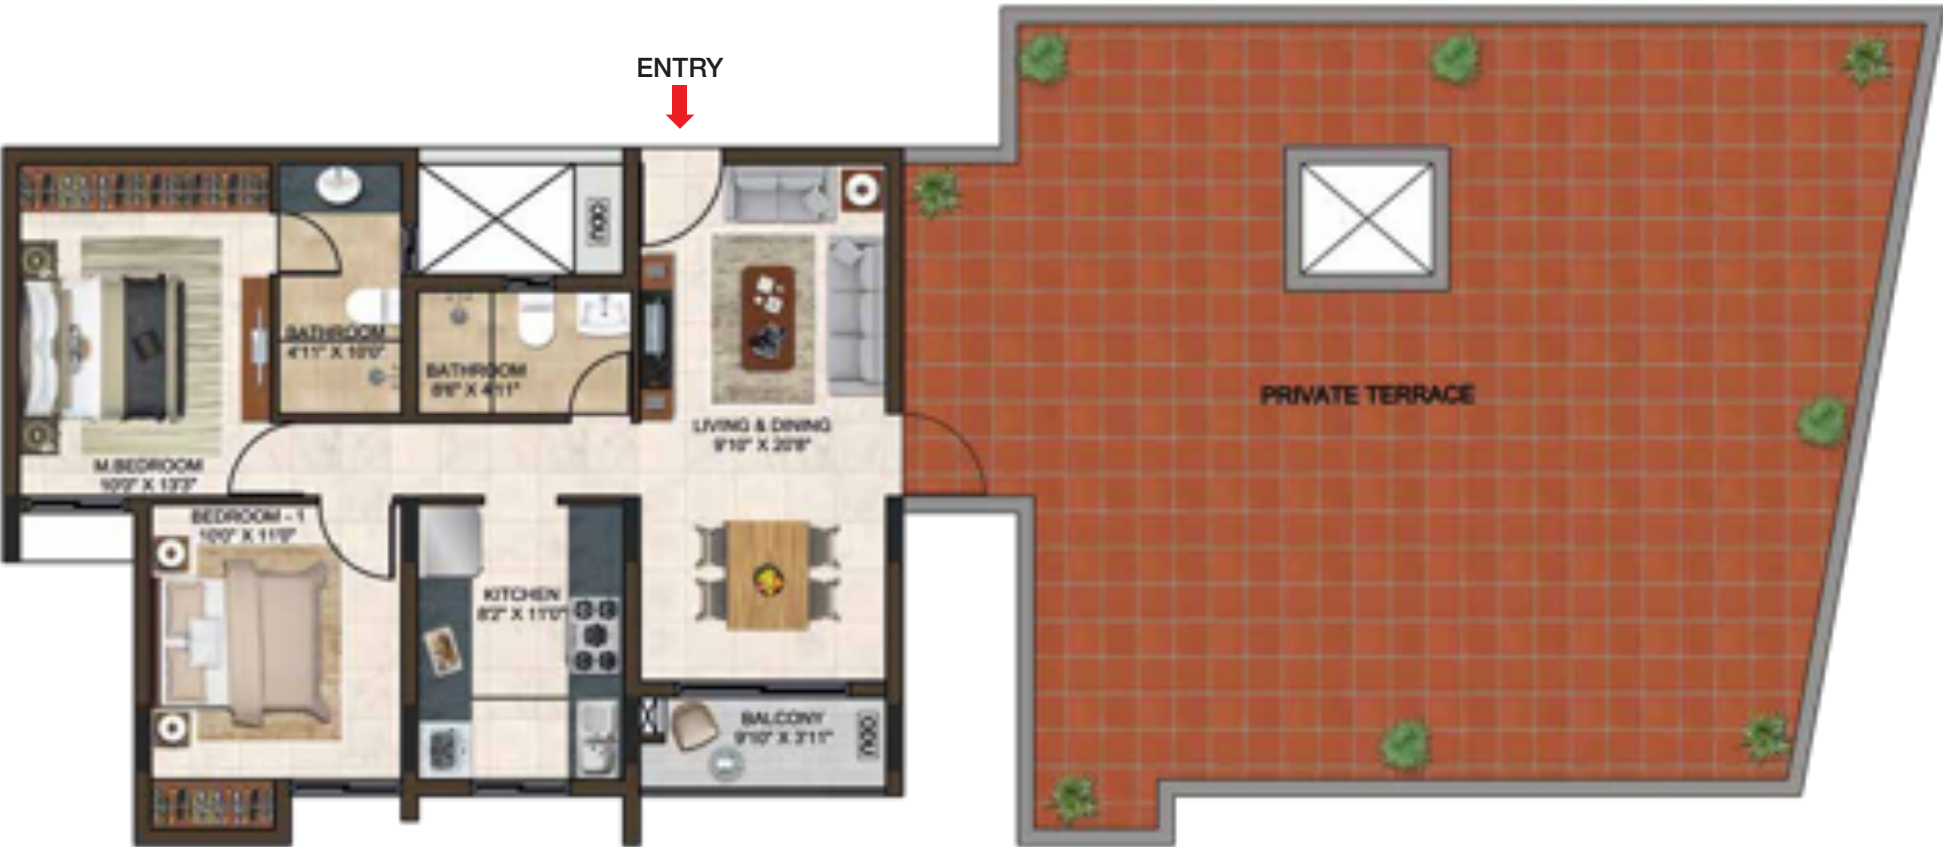 ENTRY
ODU
BATHROOM
4'11" X 10'0"
BATHROOM
8'6" X 4'11"
PRIVATE TERRACE
LIVING & DINING
9'10" X 20'8"
M.BEDROOM
10'0" X 13'3"
BEDROOM - 1
10'0" X 11'0"
KITCHEN
8'2" X 11'0"
BALCONY
9'10" X 3'11"
ODU